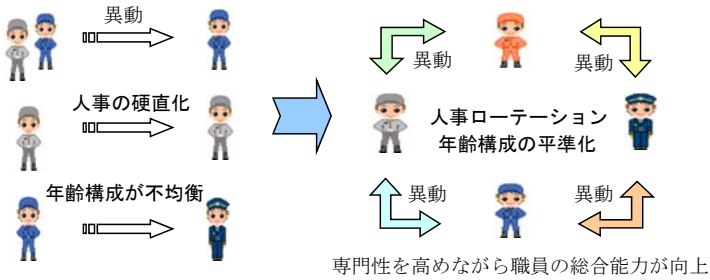 異動
人事の硬直化
年齢構成が不均衡
異動
異動
人事ローテーション
年齢構成の平準化
異動
異動
専門性を高めながら職員の総合能力が向上